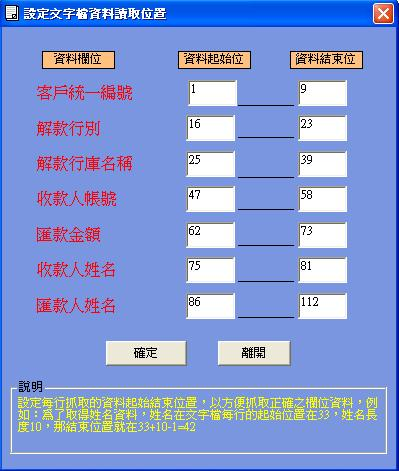 設定文字檔資料讀取位置
資料欄位 資料起始位 資料結束位
客戶統一編號 1 9
解款行別 16 23
解款行庫名稱 25 39
收款人帳號 47 58
匯款金額 62 73
收款人姓名 75 81
匯款人姓名 86 112
確定 離開
說明
設定每行抓取的資料起始結束位置，以方便抓取正確之欄位資料，例
如：為了取得姓名資料，姓名在文字檔每行的起始位置在33，姓名長
度10，那結束位置就在33+10-1=42